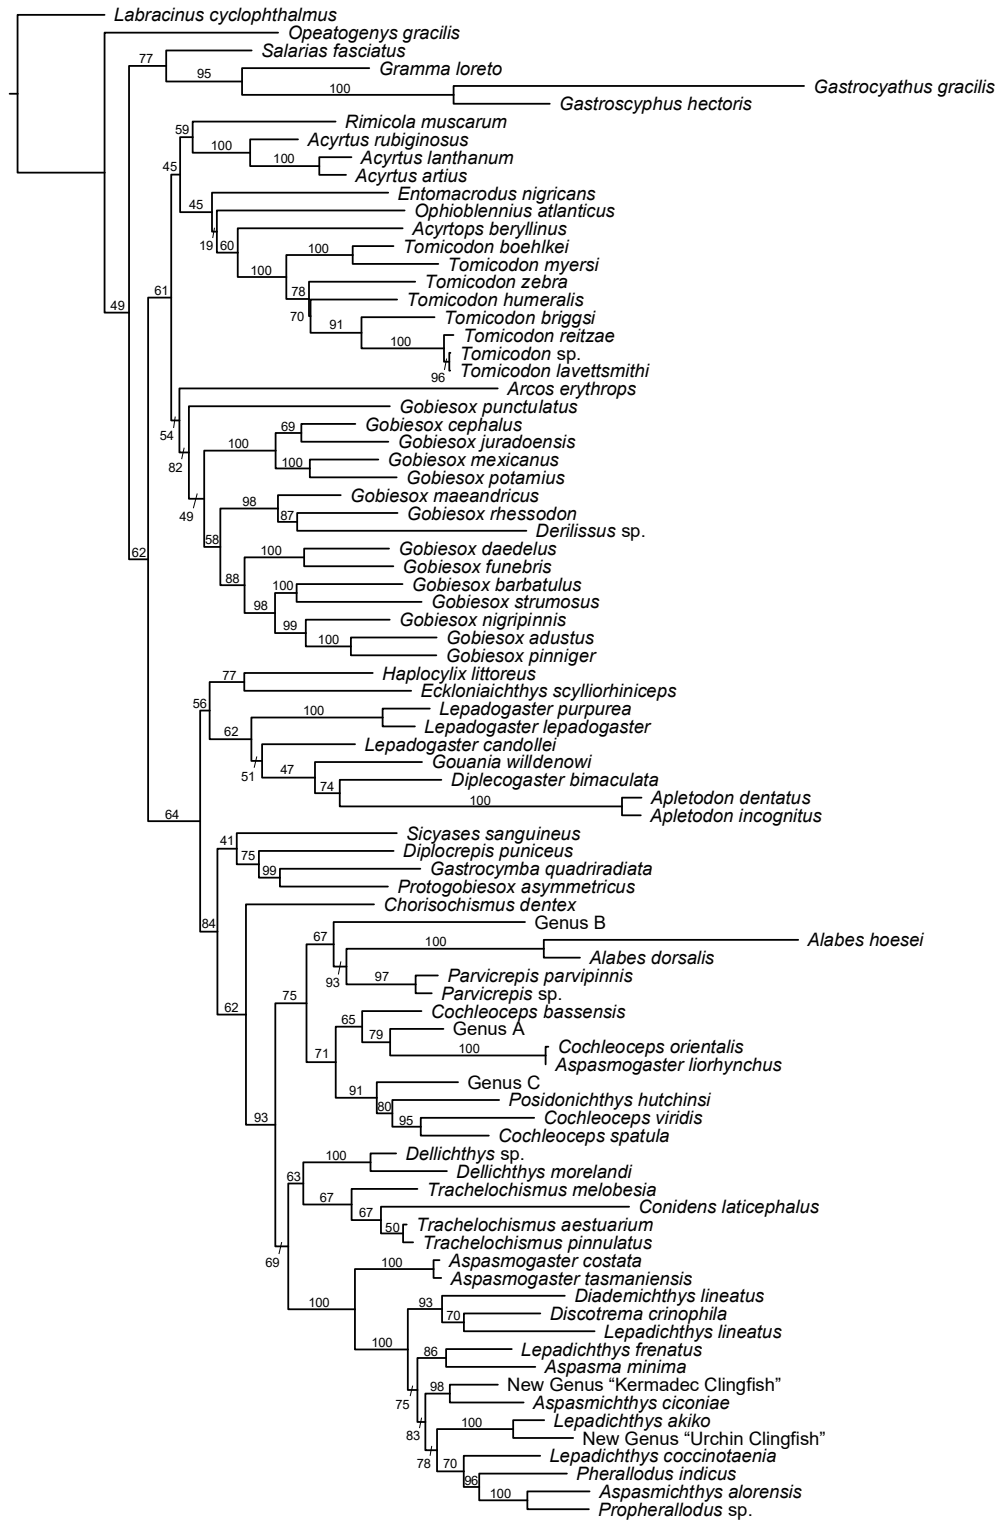 Labracinus cyclophthalmus
Opeatogenys gracilis
Salarias fasciatus
77
Gramma loreto
95
Gastrocyathus gracilis
100
Gastroscyphus hectoris
Rimicola muscarum
59
Acyrtus rubiginosus
100
Acyrtus lanthanum
100
Acyrtus artius
45
Entomacrodus nigricans
45
Ophioblennius atlanticus
Acyrtops beryllinus
19 60
Tomicodon boehlkei
100
Tomicodon myersi
100
Tomicodon zebra
78
Tomicodon humeralis
61
49
70
Tomicodon briggsi
91
Tomicodon reitzae
100
Tomicodon sp.
Tomicodon lavettsmithi
96
Arcos erythrops
Gobiesox punctulatus
54
Gobiesox cephalus
69
Gobiesox juradoensis
100
Gobiesox mexicanus
100
82
Gobiesox potamius
Gobiesox maeandricus
98
Gobiesox rhessodon
87
49
Derilissus sp.
58
Gobiesox daedelus
100
62
Gobiesox funebris
88
Gobiesox barbatulus
100
Gobiesox strumosus
98
Gobiesox nigripinnis
99
Gobiesox adustus
100
Gobiesox pinniger
Haplocylix littoreus
77
Eckloniaichthys scylliorhiniceps
56
Lepadogaster purpurea
100
Lepadogaster lepadogaster
62
Lepadogaster candollei
Gouania willdenowi
51 47
Diplecogaster bimaculata
74
Apletodon dentatus
100
Apletodon incognitus
64
Sicyases sanguineus
41
Diplocrepis puniceus
75
Gastrocymba quadriradiata
99
Protogobiesox asymmetricus
Chorisochismus dentex
84
Genus B
67
Alabes hoesei
100
Alabes dorsalis
Parvicrepis parvipinnis
93 97
Parvicrepis sp.
75
62
Cochleoceps bassensis
65
Genus A
79
Cochleoceps orientalis
100
71
Aspasmogaster liorhynchus
Genus C
91
Posidonichthys hutchinsi
80
Cochleoceps viridis
95
93
Cochleoceps spatula
Dellichthys sp.
100
Dellichthys morelandi
63
Trachelochismus melobesia
67
Conidens laticephalus
67
Trachelochismus aestuarium
50
Trachelochismus pinnulatus
69
Aspasmogaster costata
100
Aspasmogaster tasmaniensis
Diademichthys lineatus
100 93
Discotrema crinophila
70
Lepadichthys lineatus
100
Lepadichthys frenatus
86
Aspasma minima
New Genus “Kermadec Clingfish”
98
Aspasmichthys ciconiae
75
Lepadichthys akiko
100
83
New Genus “Urchin Clingfish”
Lepadichthys coccinotaenia
78 70
Pherallodus indicus
96
Aspasmichthys alorensis
100
Propherallodus sp.